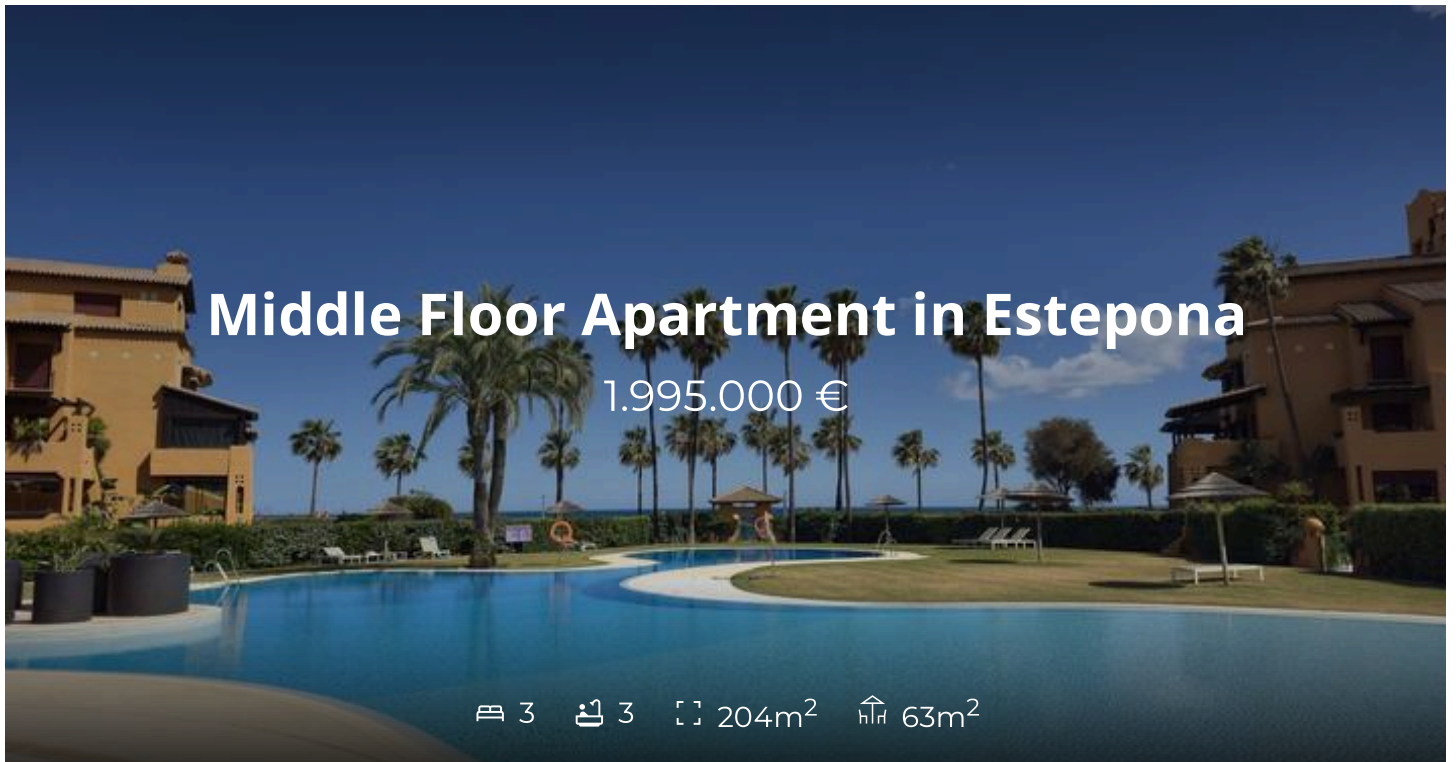 Middle Floor Apartment in Estepona
1.995.000 €
3 3 204m² 63m²